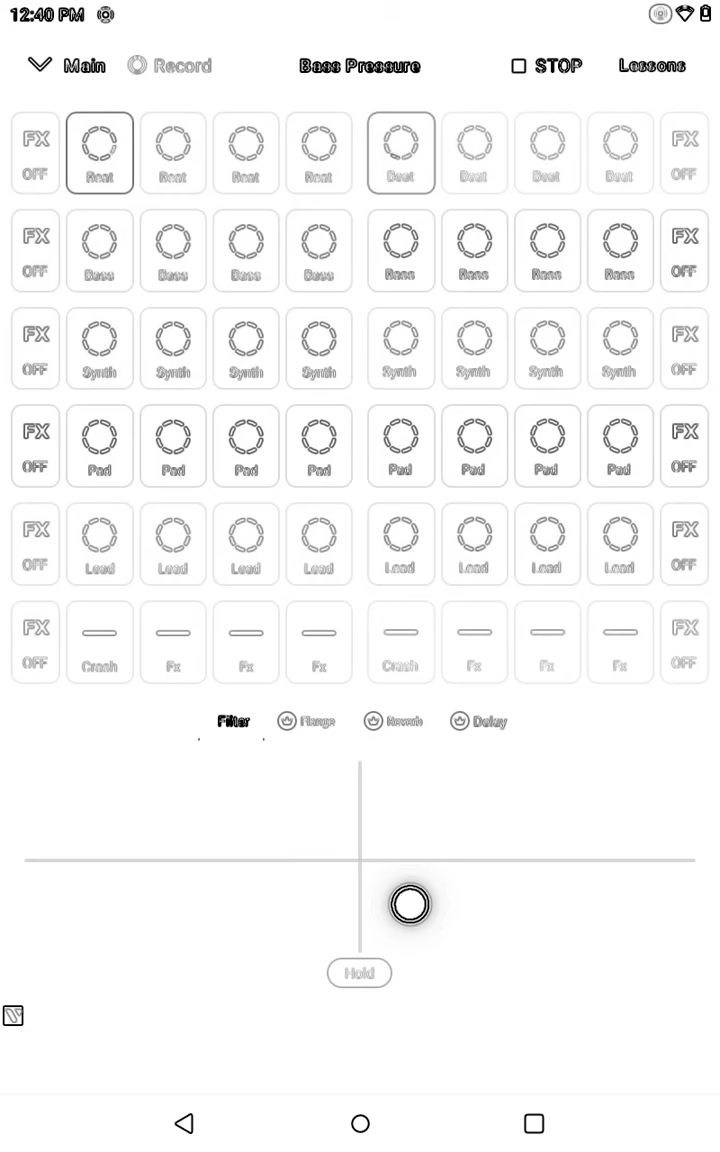 12:40 PM
Main Record Bass Pressure STOP Lessons
FX Beat Beat Beat Beat Beat Beat Beat Beat FX
OFF OFF
FX Bass Bass Bass Bass Bass Bass Bass Bass FX
OFF OFF
FX Synth Synth Synth Synth Synth Synth Synth Synth FX
OFF OFF
FX Pad Pad Pad Pad Pad Pad Pad Pad FX
OFF OFF
FX Lead Lead Lead Lead Lead Lead Lead Lead FX
OFF OFF
FX Crash Fx Fx Fx Crash Fx Fx Fx FX
OFF OFF
Filter Flange Reverb Delay
Hold